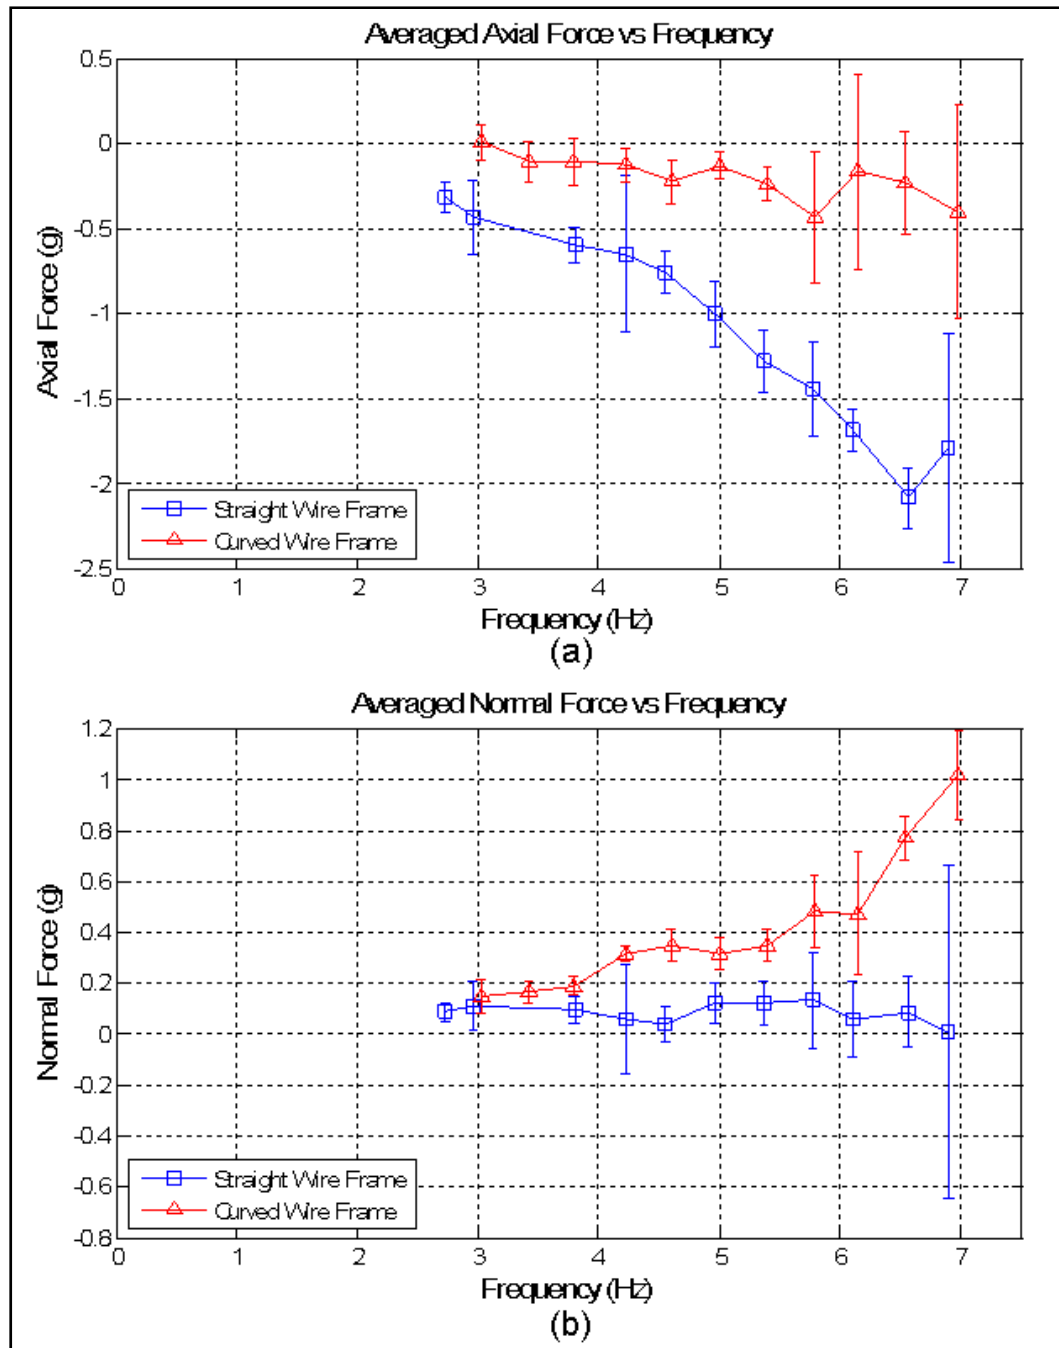 Averaged Axial Force vs Frequency
0.5
0
-0.5
-1
-1.5
-2
-2.5
Axial Force (g)
Straight Wire Frame
Curved Wire Frame
0 1 2 3 4 5 6 7
Frequency (Hz)
(a)
Averaged Normal Force vs Frequency
1.2
1
0.8
0.6
0.4
0.2
0
-0.2
-0.4
-0.6
-0.8
Normal Force (g)
Straight Wire Frame
Curved Wire Frame
0 1 2 3 4 5 6 7
Frequency (Hz)
(b)